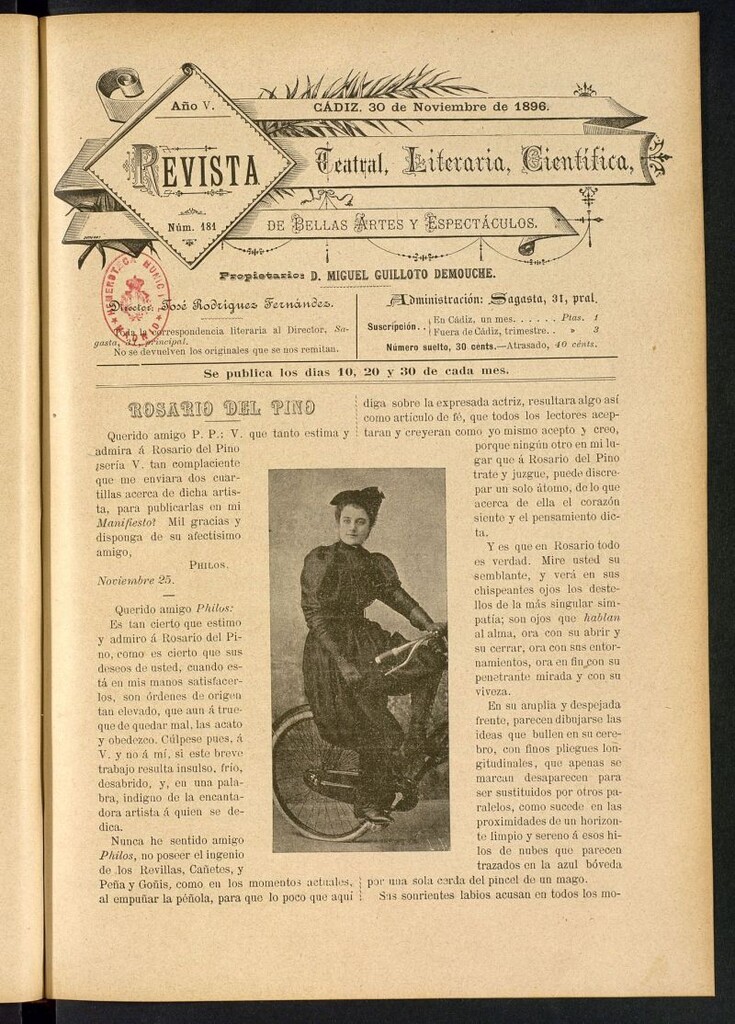 Año V.
CÁDIZ, 30 de Noviembre de 1896.
REVISTA
Teatral, Literaria, Científica,
Núm. 181
DE BELLAS ARTES Y ESPECTÁCULOS.
Propietario: D. MIGUEL GUILLOTO DEMOUCHE.
HEMEROTECA MUNICI
MADRID
Director: José Rodríguez Fernández.
Toda la correspondencia literaria al Director, Sa-
gasta, 31, principal.
No se devuelven los originales que se nos remitan.
Administración: Sagasta, 31, pral.
Suscripción.. En Cádiz, un mes. . . . . . Ptas. 1
Fuera de Cádiz, trimestre. . » 3
Número suelto, 30 cents.—Atrasado, 40 cénts.
Se publica los días 10, 20 y 30 de cada mes.
ROSARIO DEL PINO
Querido amigo P. P.: V. que tanto estima y
admira á Rosario del Pino
¿sería V. tan complaciente
que me enviara dos cuar-
tillas acerca de dicha artis-
ta, para publicarlas en mi
Manifiesto? Mil gracias y
disponga de su afectísimo
amigo,
PHILOS.
Noviembre 25.
Querido amigo Philos:
Es tan cierto que estimo
y admiro á Rosario del Pi-
no, como es cierto que sus
deseos de usted, cuando es-
tá en mis manos satisfacer-
los, son órdenes de origen
tan elevado, que aun á true-
que de quedar mal, las acato
y obedezco. Cúlpese pues, á
V. y no á mí, si este breve
trabajo resulta insulso, frío,
desabrido, y, en una pala-
bra, indigno de la encanta-
dora artista á quien se de-
dica.
Nunca he sentido amigo
Philos, no poseer el ingenio
de los Revillas, Cañetes, y
Peña y Goñis, como en los momentos actuales,
al empuñar la péñola, para que lo poco que aquí
diga sobre la expresada actriz, resultara algo así
como artículo de fé, que todos los lectores acep-
taran y creyeran como yo mismo acepto y creo,
porque ningún otro en mi lu-
gar que á Rosario del Pino
trate y juzgue, puede discre-
par un solo átomo, de lo que
acerca de ella el corazón
siente y el pensamiento dic-
ta.
Y es que en Rosario todo
es verdad. Mire usted su
semblante, y verá en sus
chispeantes ojos los deste-
llos de la más singular sim-
patía; son ojos que hablan
al alma, ora con su abrir y
su cerrar, ora con sus entor-
namientos, ora en fin con su
penetrante mirada y con su
viveza.
En su amplia y despejada
frente, parecen dibujarse las
ideas que bullen en su cere-
bro, con finos pliegues lon-
gitudinales, que apenas se
marcan desaparecen para
ser sustituidos por otros pa-
ralelos, como sucede en las
proximidades de un horizon-
te limpio y sereno á esos hi-
los de nubes que parecen
trazados en la azul bóveda
por una sola cerda del pincel de un mago.
Sus sonrientes labios acusan en todos los mo-